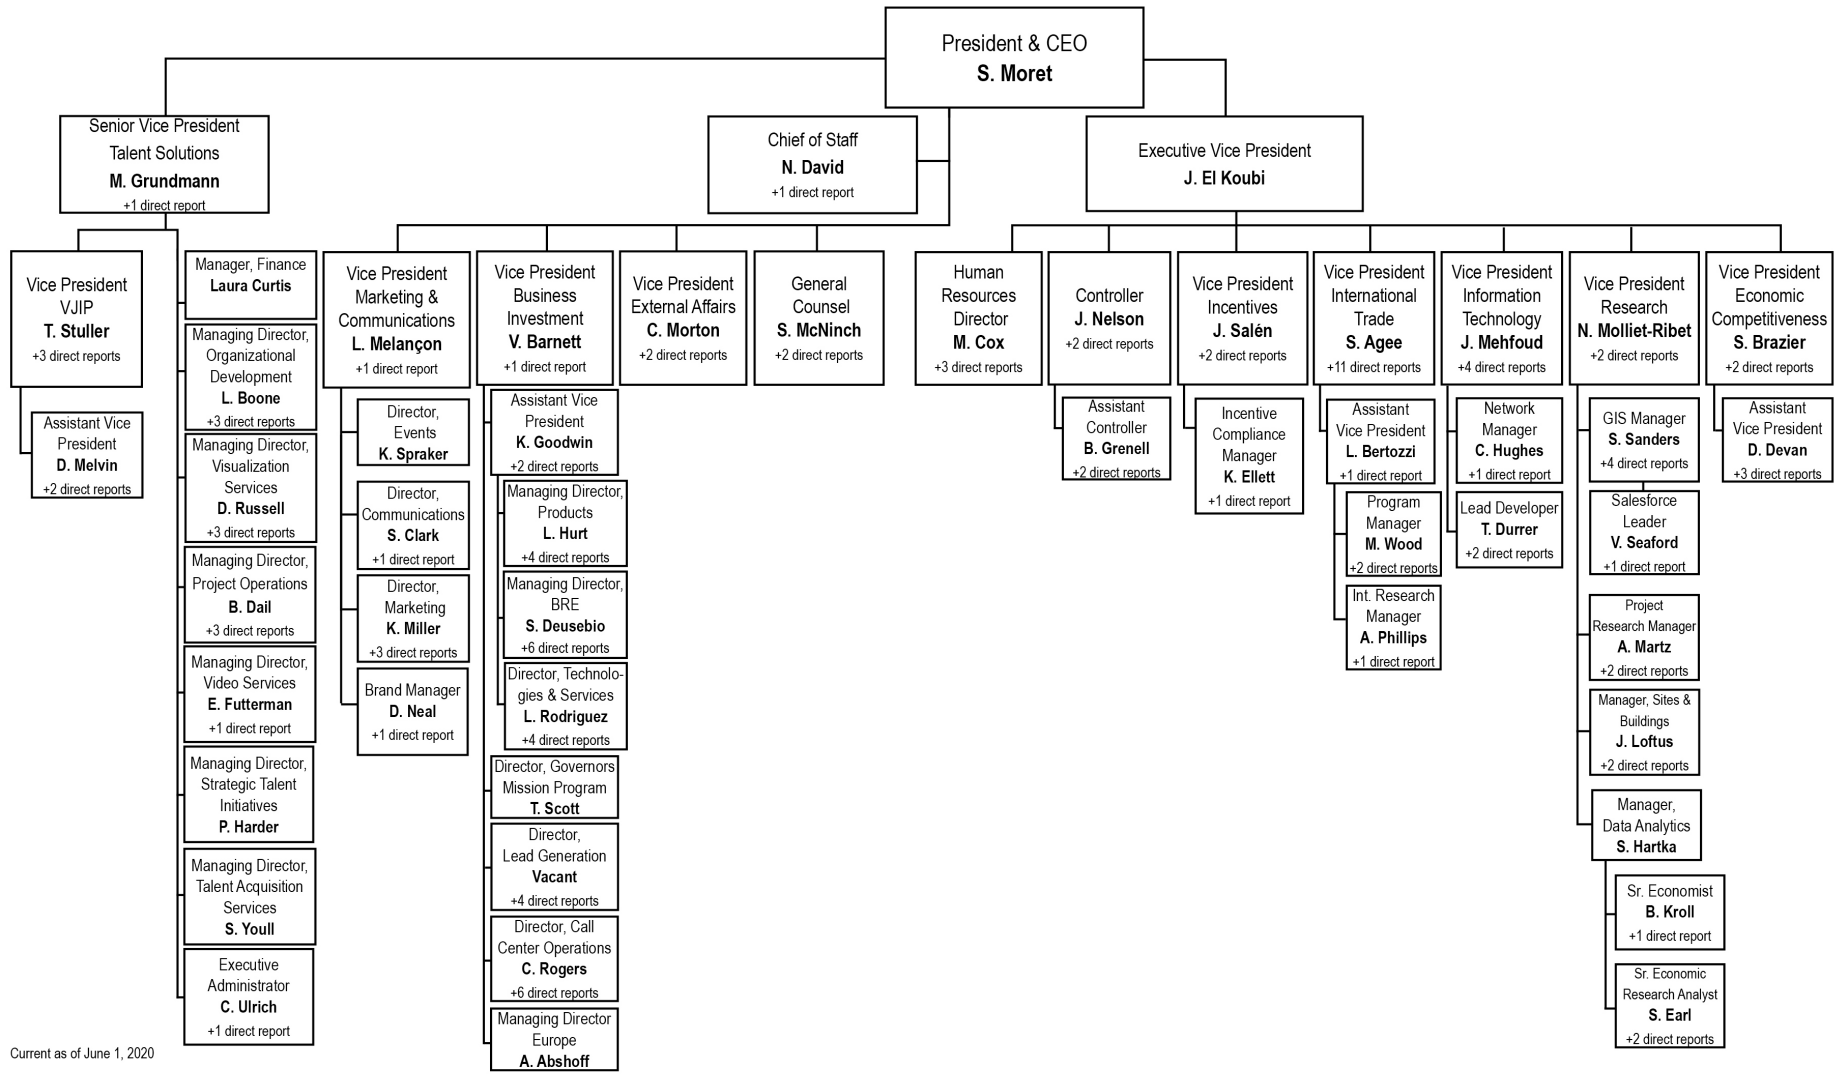 President & CEO
S. Moret
Senior Vice President
Talent Solutions
M. Grundmann
+1 direct report
Chief of Staff
N. David
+1 direct report
Executive Vice President
J. El Koubi
Vice President
VJIP
T. Stuller
+3 direct reports
Assistant Vice
President
D. Melvin
+2 direct reports
Manager, Finance
Laura Curtis
Managing Director,
Organizational
Development
L. Boone
+3 direct reports
Managing Director,
Visualization
Services
D. Russell
+3 direct reports
Managing Director,
Project Operations
B. Dail
+3 direct reports
Managing Director,
Video Services
E. Futterman
+1 direct report
Managing Director,
Strategic Talent
Initiatives
P. Harder
Managing Director,
Talent Acquisition
Services
S. Youll
Executive
Administrator
C. Ulrich
+1 direct report
Vice President
Marketing &
Communications
L. Melançon
+1 direct report
Director,
Events
K. Spraker
Director,
Communications
S. Clark
+1 direct report
Director,
Marketing
K. Miller
+3 direct reports
Brand Manager
D. Neal
+1 direct report
Vice President
Business
Investment
V. Barnett
+1 direct report
Assistant Vice
President
K. Goodwin
+2 direct reports
Managing Director,
Products
L. Hurt
+4 direct reports
Managing Director,
BRE
S. Deusebio
+6 direct reports
Director, Technolo-
gies & Services
L. Rodriguez
+4 direct reports
Director, Governors
Mission Program
T. Scott
Director,
Lead Generation
Vacant
+4 direct reports
Director, Call
Center Operations
C. Rogers
+6 direct reports
Managing Director
Europe
A. Abshoff
Vice President
External Affairs
C. Morton
+2 direct reports
General
Counsel
S. McNinch
+2 direct reports
Human
Resources
Director
M. Cox
+3 direct reports
Controller
J. Nelson
+2 direct reports
Assistant
Controller
B. Grenell
+2 direct reports
Vice President
Incentives
J. Salén
+2 direct reports
Incentive
Compliance
Manager
K. Ellett
+1 direct report
Vice President
International
Trade
S. Agee
+11 direct reports
Assistant
Vice President
L. Bertozzi
+1 direct report
Program
Manager
M. Wood
+2 direct reports
Int. Research
Manager
A. Phillips
+1 direct report
Vice President
Information
Technology
J. Mehfoud
+4 direct reports
Network
Manager
C. Hughes
+1 direct report
Lead Developer
T. Durrer
+2 direct reports
Vice President
Research
N. Molliet-Ribet
+2 direct reports
GIS Manager
S. Sanders
+4 direct reports
Salesforce
Leader
V. Seaford
+1 direct report
Project
Research Manager
A. Martz
+2 direct reports
Manager, Sites &
Buildings
J. Loftus
+2 direct reports
Manager,
Data Analytics
S. Hartka
Sr. Economist
B. Kroll
+1 direct report
Sr. Economic
Research Analyst
S. Earl
+2 direct reports
Vice President
Economic
Competitiveness
S. Brazier
+2 direct reports
Assistant
Vice President
D. Devan
+3 direct reports
Current as of June 1, 2020